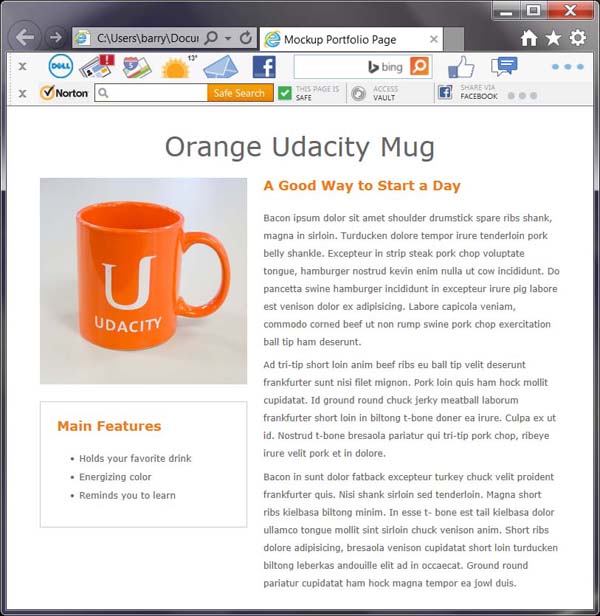 C:\Users\barry\Docur
Mockup Portfolio Page
DELL
13°
bing
Norton
Safe Search
THIS PAGE IS
SAFE
ACCESS
VAULT
SHARE VIA
FACEBOOK
Orange Udacity Mug
U
UDACITY
Main Features
Holds your favorite drink
Energizing color
Reminds you to learn
A Good Way to Start a Day
Bacon ipsum dolor sit amet shoulder drumstick spare ribs shank,
magna in sirloin. Turducken dolore tempor irure tenderloin pork
belly shankle. Excepteur in strip steak pork chop voluptate
tongue, hamburger nostrud kevin enim nulla ut cow incididunt. Do
pancetta swine hamburger incididunt in excepteur irure pig labore
est venison dolor ex adipisicing. Labore capicola veniam,
commodo corned beef ut non rump swine pork chop exercitation
ball tip ham deserunt.
Ad tri-tip short loin anim beef ribs eu ball tip velit deserunt
frankfurter sunt nisi filet mignon. Pork loin quis ham hock mollit
cupidatat. Id ground round chuck jerky meatball laborum
frankfurter short loin in biltong t-bone doner ea irure. Culpa ex ut
id. Nostrud t-bone bresaola pariatur qui tri-tip pork chop, ribeye
irure velit pork et in dolore.
Bacon in sunt dolor fatback excepteur turkey chuck velit proident
frankfurter quis. Nisi shank sirloin sed tenderloin. Magna short
ribs kielbasa biltong minim. In esse t- bone est tail kielbasa dolor
ullamco tongue mollit sint sirloin chuck venison anim. Short ribs
dolore adipisicing, bresaola venison cupidatat short loin turducken
biltong leberkas andouille elit ad in occaecat. Ground round
pariatur cupidatat ham hock magna tempor ea jowl duis.